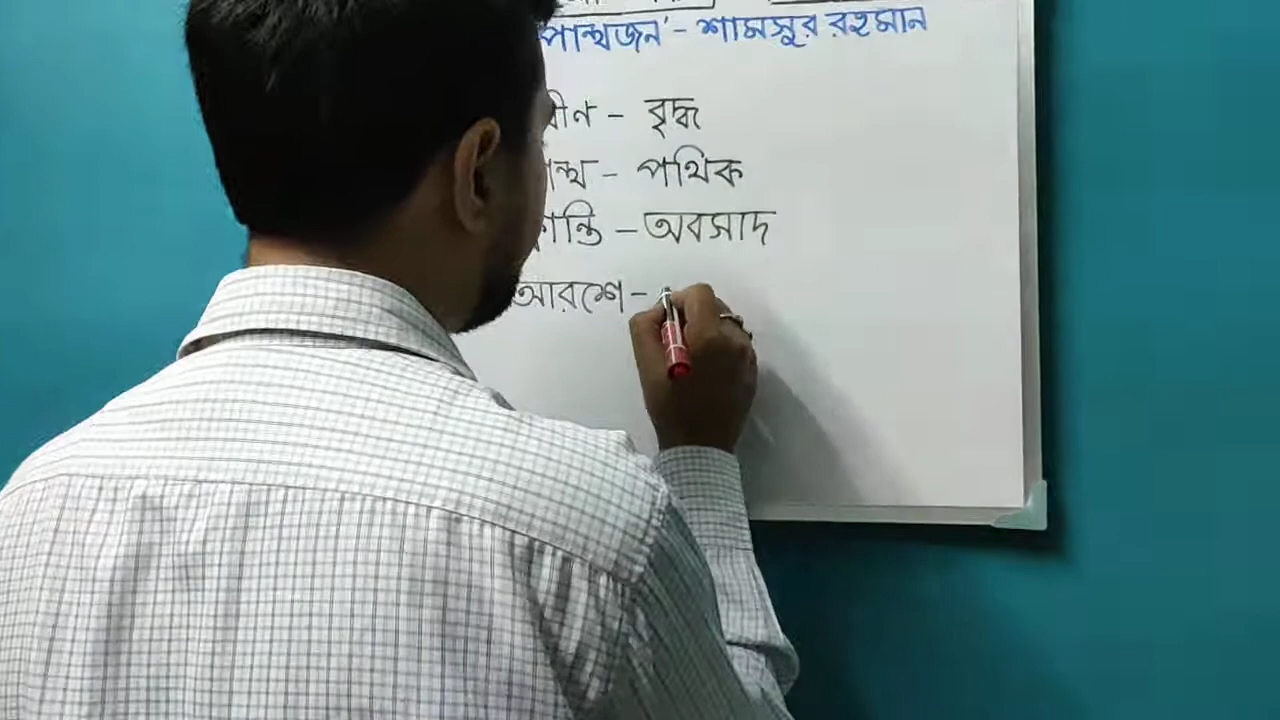 পান্থজন' - শামসুর রহমান
বীণ - বৃদ্ধ
ান্থ - পথিক
ান্তি - অবসাদ
আরশে -